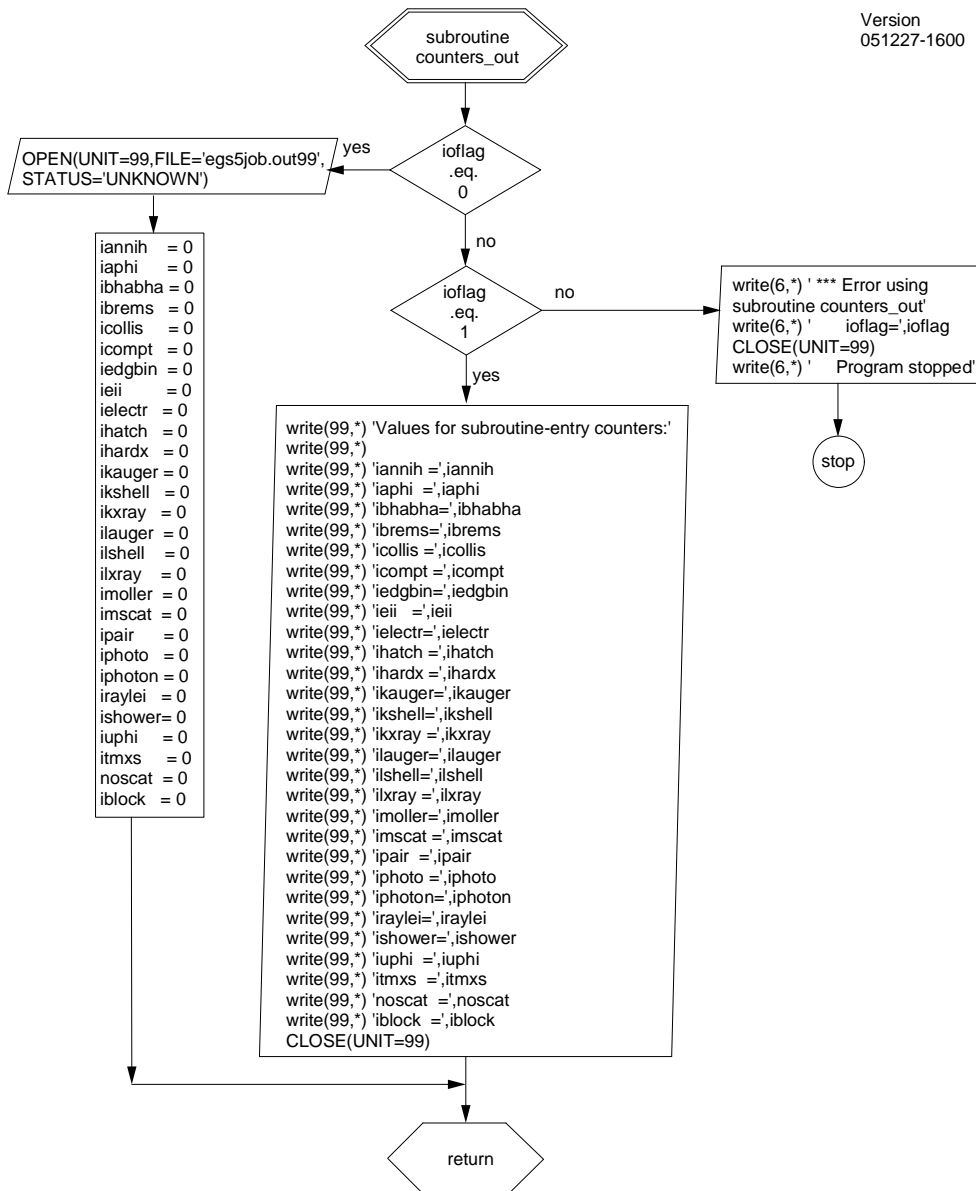 Version
051227-1600
subroutine
counters_out
ioflag
.eq.
0
yes
OPEN(UNIT=99,FILE='egs5job.out99',
STATUS='UNKNOWN')
iannih = 0
iaphi = 0
ibhabha = 0
ibrems = 0
icollis = 0
icompt = 0
iedgbin = 0
ieii = 0
ielectr = 0
ihatch = 0
ihardx = 0
ikauger = 0
ikshell = 0
ikxray = 0
ilauger = 0
ilshell = 0
ilxray = 0
imoller = 0
imscat = 0
ipair = 0
iphoto = 0
iphoton = 0
iraylei = 0
ishower= 0
iuphi = 0
itmxs = 0
noscat = 0
iblock = 0
no
ioflag
.eq.
1
no
write(6,*) ' *** Error using
subroutine counters_out'
write(6,*) '      ioflag=',ioflag
CLOSE(UNIT=99)
write(6,*) '     Program stopped'
stop
yes
write(99,*) 'Values for subroutine-entry counters:'
write(99,*)
write(99,*) 'iannih =',iannih
write(99,*) 'iaphi  =',iaphi
write(99,*) 'ibhabha=',ibhabha
write(99,*) 'ibrems=',ibrems
write(99,*) 'icollis =',icollis
write(99,*) 'icompt =',icompt
write(99,*) 'iedgbin=',iedgbin
write(99,*) 'ieii   =',ieii
write(99,*) 'ielectr=',ielectr
write(99,*) 'ihatch =',ihatch
write(99,*) 'ihardx =',ihardx
write(99,*) 'ikauger=',ikauger
write(99,*) 'ikshell=',ikshell
write(99,*) 'ikxray =',ikxray
write(99,*) 'ilauger=',ilauger
write(99,*) 'ilshell=',ilshell
write(99,*) 'ilxray =',ilxray
write(99,*) 'imoller=',imoller
write(99,*) 'imscat =',imscat
write(99,*) 'ipair  =',ipair
write(99,*) 'iphoto =',iphoto
write(99,*) 'iphoton=',iphoton
write(99,*) 'iraylei=',iraylei
write(99,*) 'ishower=',ishower
write(99,*) 'iuphi  =',iuphi
write(99,*) 'itmxs  =',itmxs
write(99,*) 'noscat  =',noscat
write(99,*) 'iblock  =',iblock
CLOSE(UNIT=99)
return